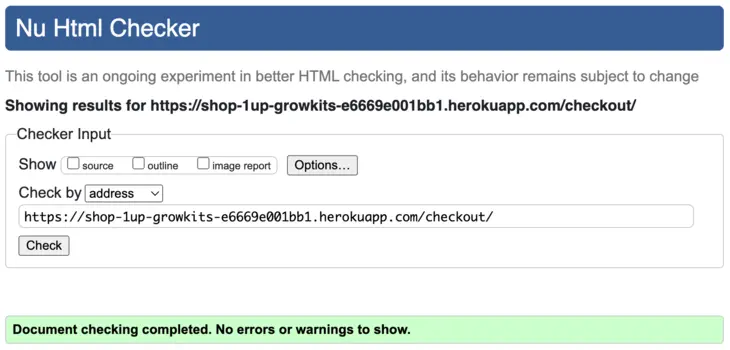 Nu Html Checker
This tool is an ongoing experiment in better HTML checking, and its behavior remains subject to change
Showing results for https://shop-1up-growkits-e6669e001bb1.herokuapp.com/checkout/
Checker Input
Show source outline image report Options...
Check by address
https://shop-1up-growkits-e6669e001bb1.herokuapp.com/checkout/
Check
Document checking completed. No errors or warnings to show.